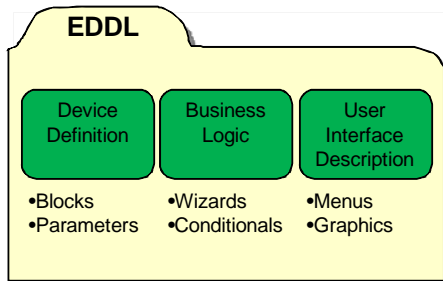 EDDL
Device
Definition
Business
Logic
User
Interface
Description
•Blocks
•Parameters
•Wizards
•Conditionals
•Menus
•Graphics